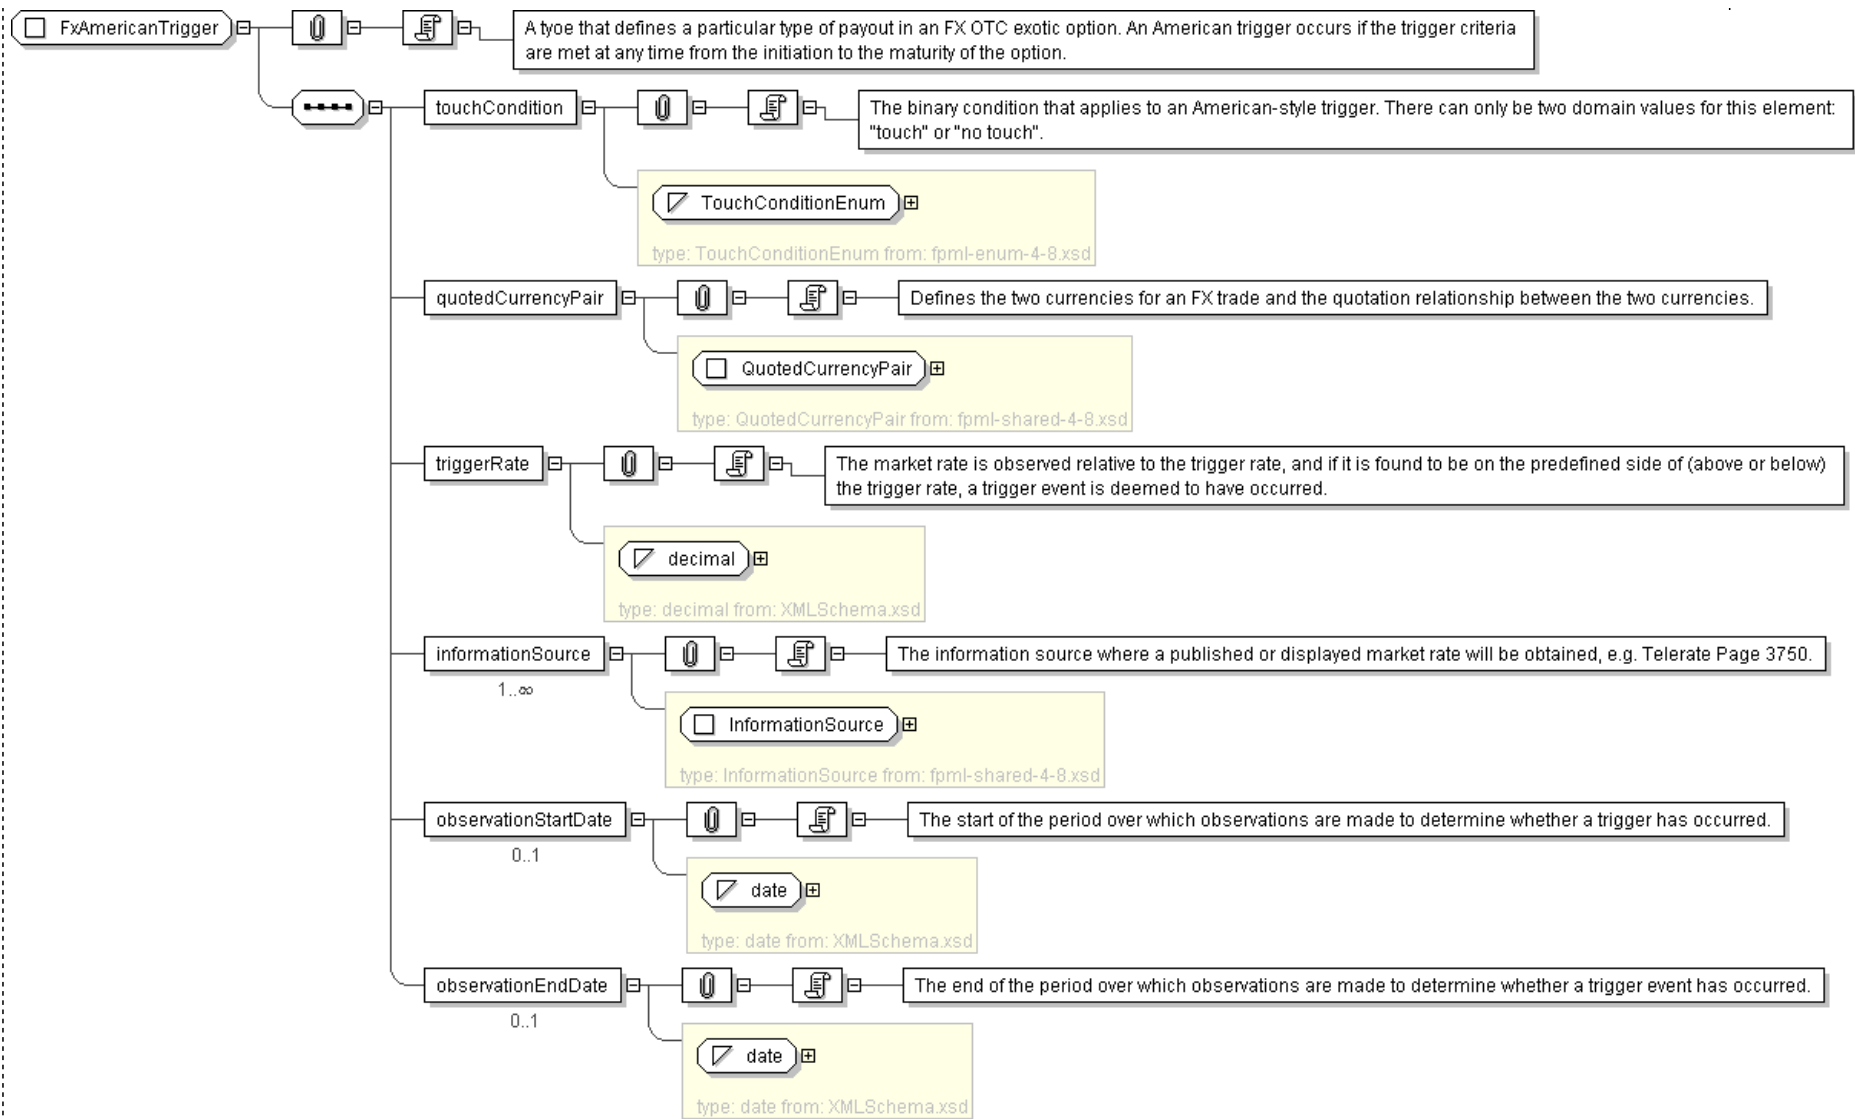 FxAmericanTrigger
A tyoe that defines a particular type of payout in an FX OTC exotic option. An American trigger occurs if the trigger criteria
are met at any time from the initiation to the maturity of the option.
touchCondition
The binary condition that applies to an American-style trigger. There can only be two domain values for this element:
"touch" or "no touch".
TouchConditionEnum
type: TouchConditionEnum from: fpml-enum-4-8.xsd
quotedCurrencyPair
Defines the two currencies for an FX trade and the quotation relationship between the two currencies.
QuotedCurrencyPair
type: QuotedCurrencyPair from: fpml-shared-4-8.xsd
triggerRate
The market rate is observed relative to the trigger rate, and if it is found to be on the predefined side of (above or below)
the trigger rate, a trigger event is deemed to have occurred.
decimal
type: decimal from: XMLSchema.xsd
informationSource
The information source where a published or displayed market rate will be obtained, e.g. Telerate Page 3750.
1..∞
InformationSource
type: InformationSource from: fpml-shared-4-8.xsd
observationStartDate
The start of the period over which observations are made to determine whether a trigger has occurred.
0..1
date
type: date from: XMLSchema.xsd
observationEndDate
The end of the period over which observations are made to determine whether a trigger event has occurred.
0..1
date
type: date from: XMLSchema.xsd